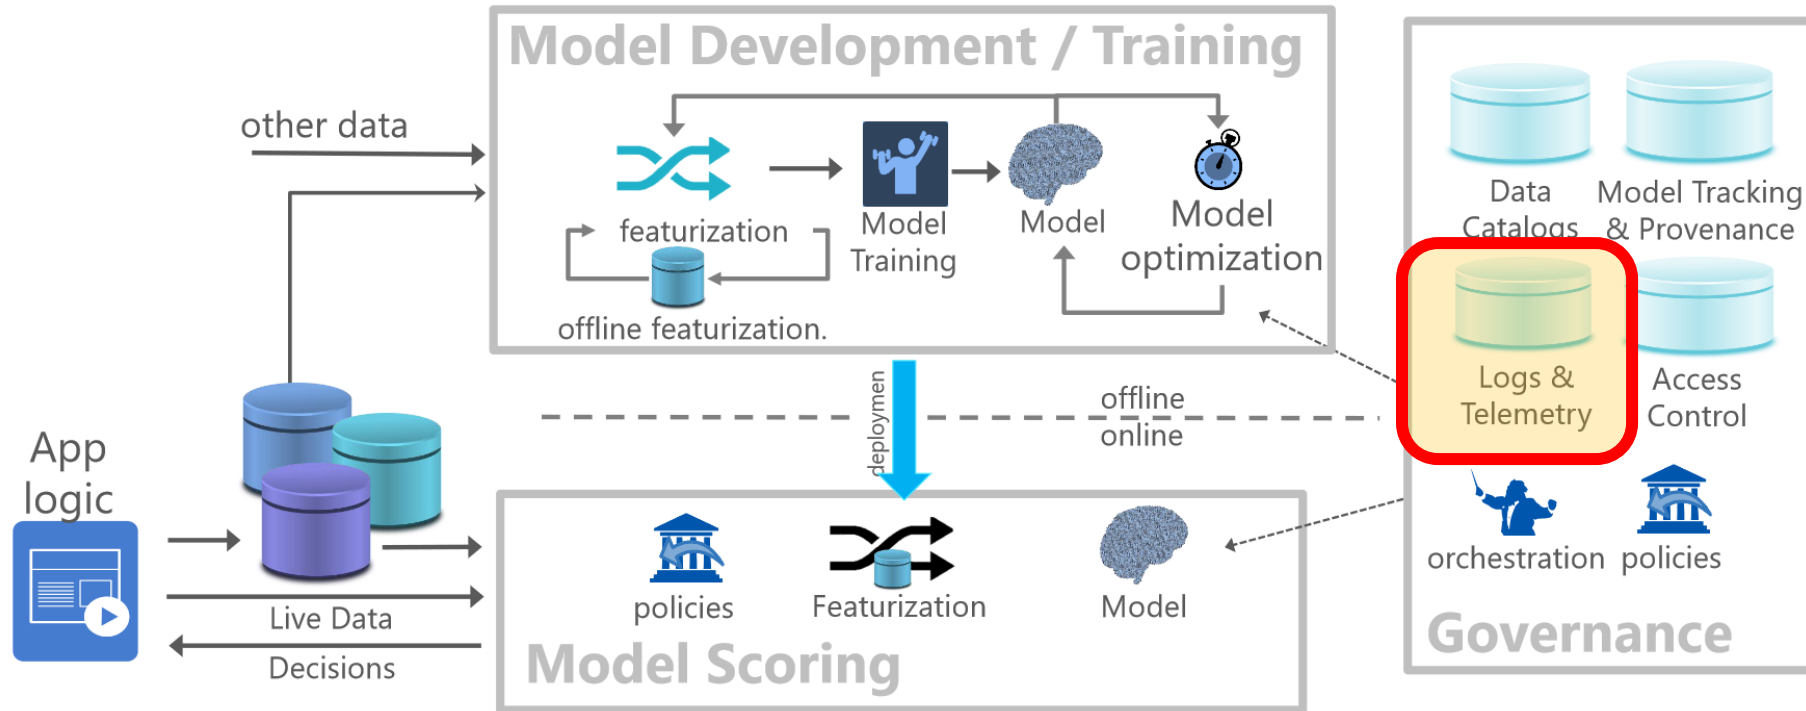 Model Development / Training
other data
featurization
Model
Training
Model
Model
optimization
offline featurization.
deploymen
offline
online
App
logic
Live Data
Decisions
policies
Featurization
Model
Model Scoring
Data
Catalogs
Model Tracking
& Provenance
Logs &
Telemetry
Access
Control
orchestration
policies
Governance